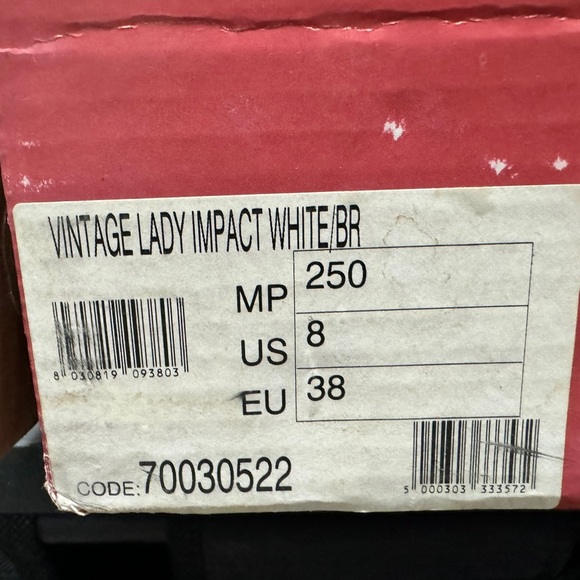 VINTAGE LADY IMPACT WHITE/BR
MP 250
US 8
EU 38
8 030819 093803
CODE: 70030522
5 000303 333572